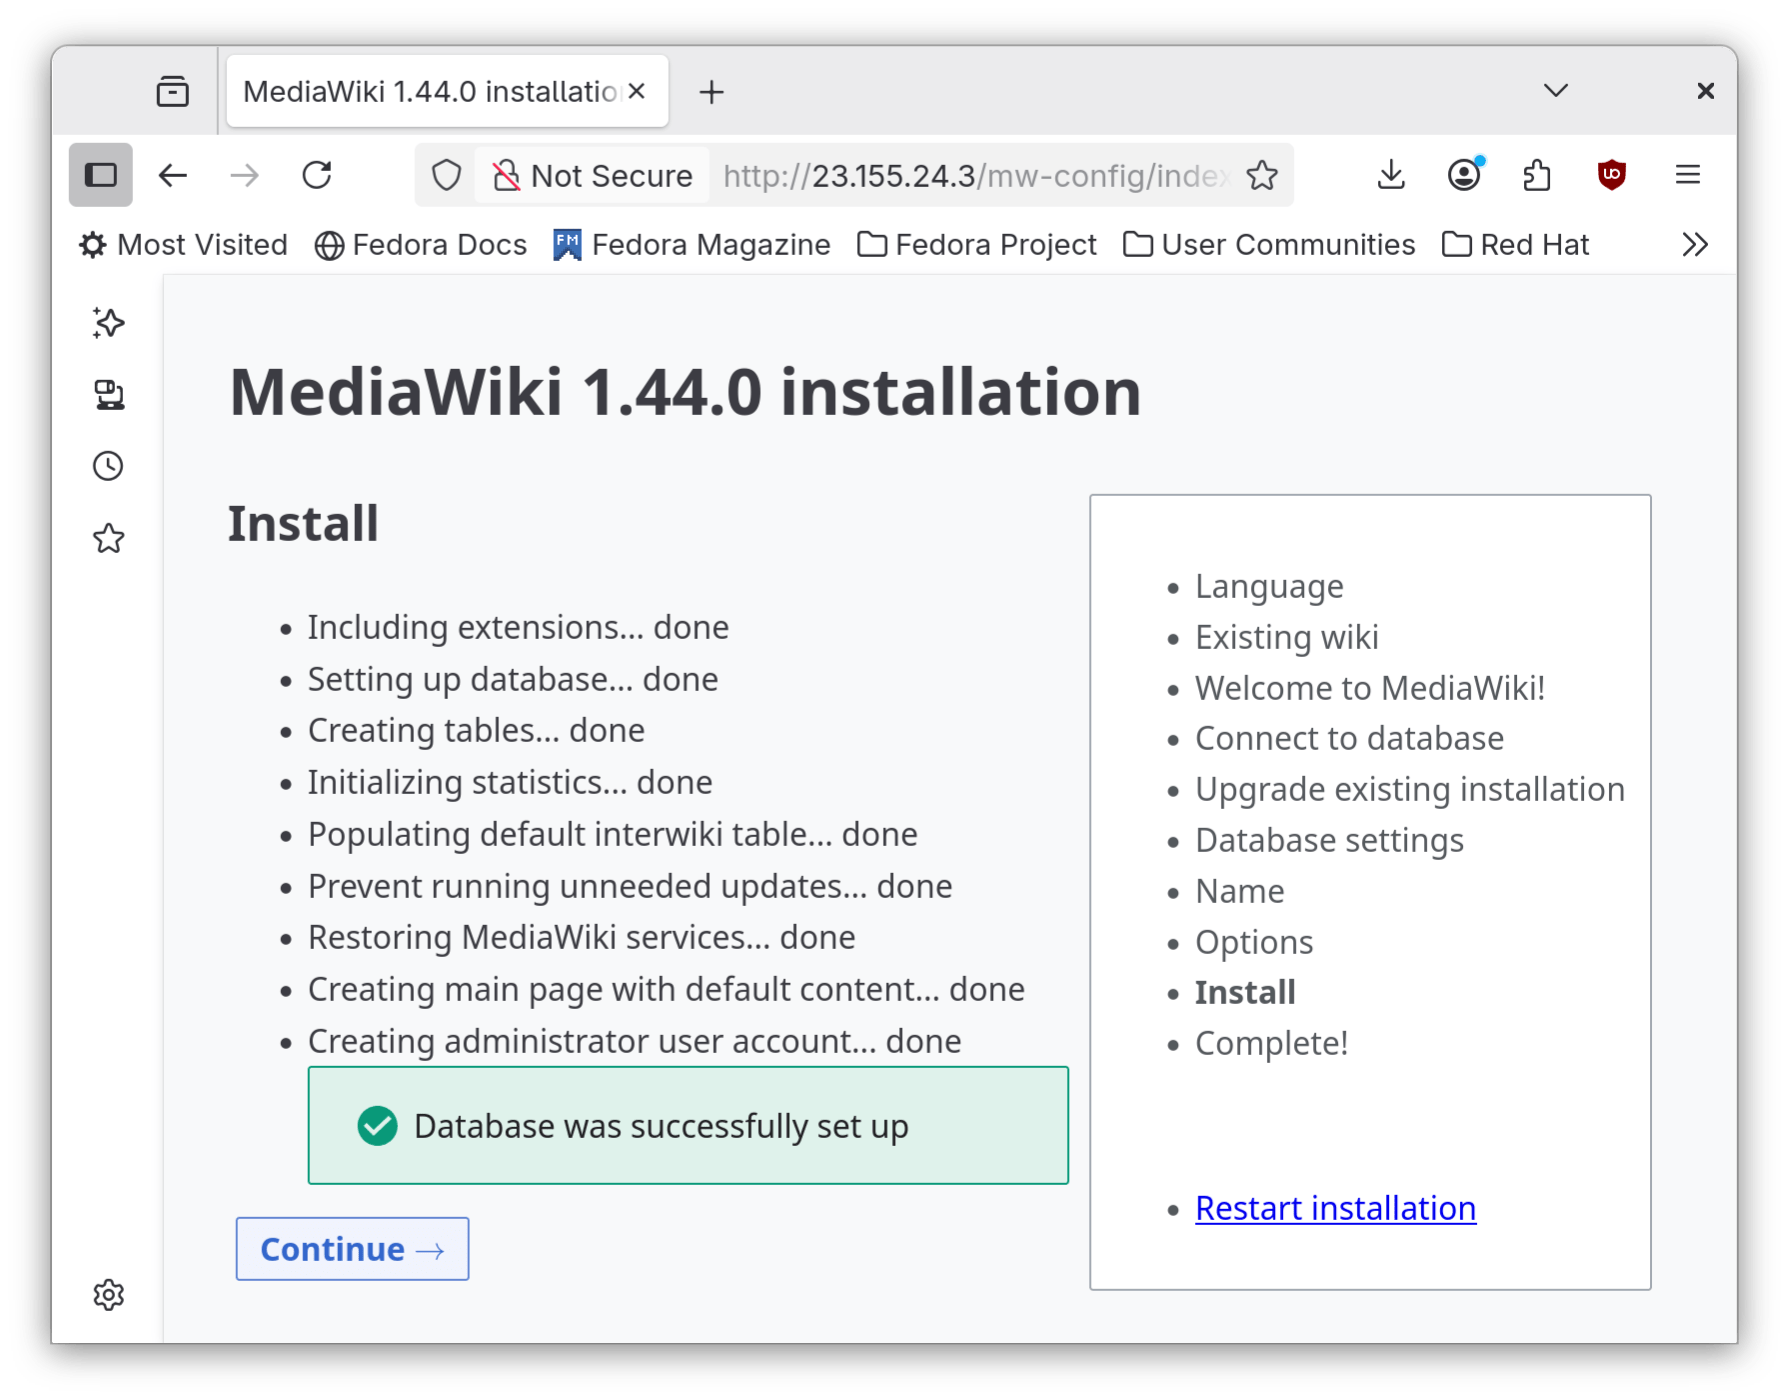 MediaWiki 1.44.0 installatio
Not Secure http://23.155.24.3/mw-config/index
Most Visited Fedora Docs FM Fedora Magazine Fedora Project User Communities Red Hat
MediaWiki 1.44.0 installation
Install
Including extensions... done
Setting up database... done
Creating tables... done
Initializing statistics... done
Populating default interwiki table... done
Prevent running unneeded updates... done
Restoring MediaWiki services... done
Creating main page with default content... done
Creating administrator user account... done
Database was successfully set up
Continue →
Language
Existing wiki
Welcome to MediaWiki!
Connect to database
Upgrade existing installation
Database settings
Name
Options
Install
Complete!
Restart installation